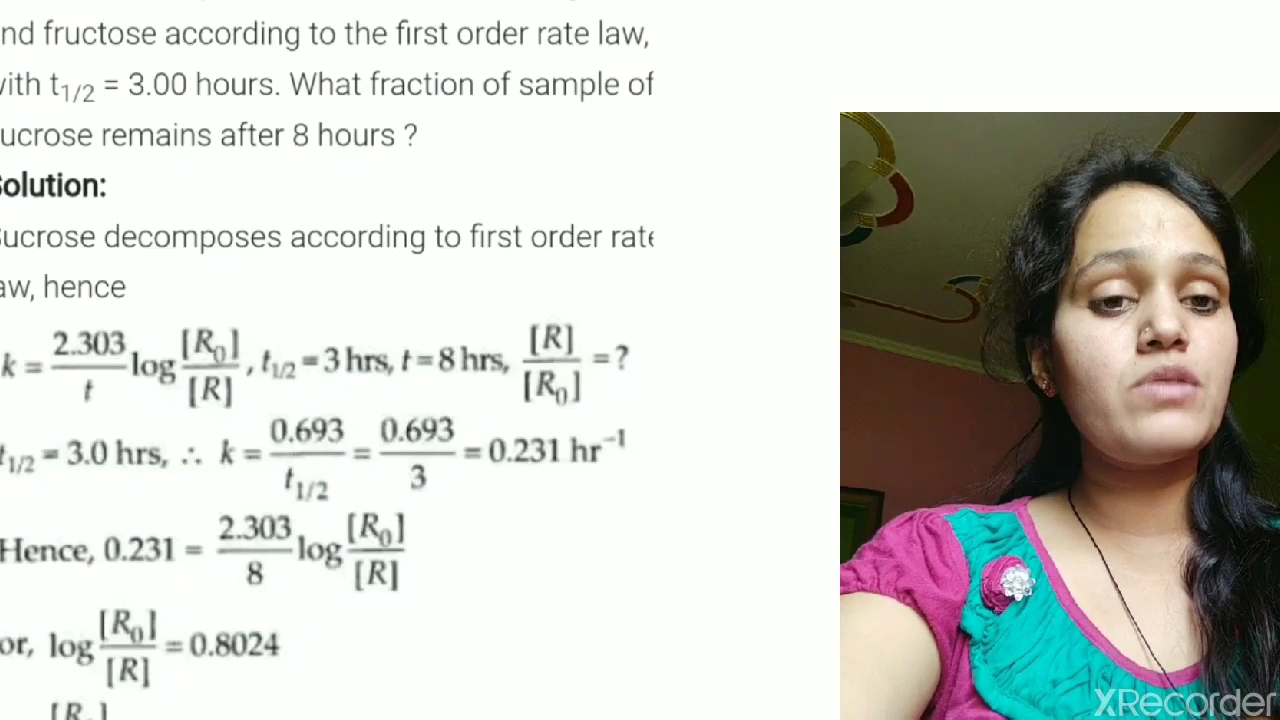 nd fructose according to the first order rate law,
ith t1/2 = 3.00 hours. What fraction of sample of
ucrose remains after 8 hours ?
Solution:
Sucrose decomposes according to first order rate
aw, hence
k = 2.303/t log [R0]/[R], t1/2 = 3 hrs, t = 8 hrs, [R]/[R0] = ?
t1/2 = 3.0 hrs, ∴ k = 0.693/t1/2 = 0.693/3 = 0.231 hr⁻¹
Hence, 0.231 = 2.303/8 log [R0]/[R]
or, log [R0]/[R] = 0.8024
XRecorder